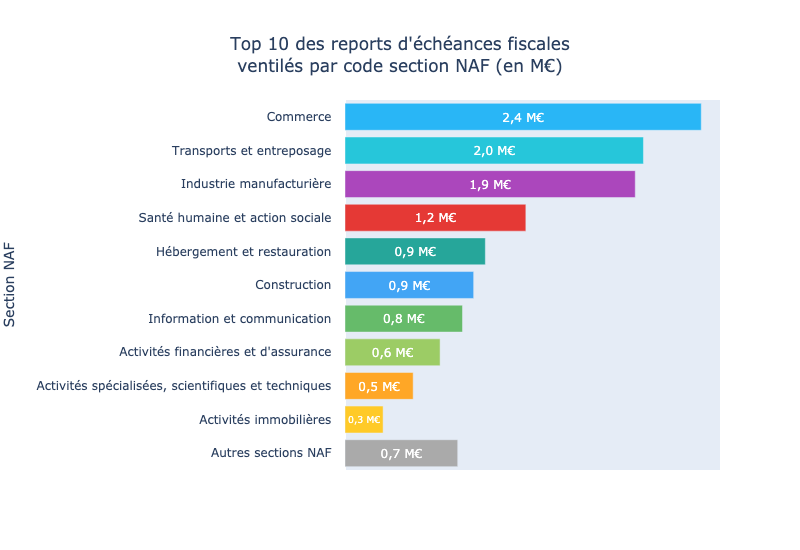 Top 10 des reports d'échéances fiscales
ventilés par code section NAF (en M€)
Section NAF
Commerce 2,4 M€
Transports et entreposage 2,0 M€
Industrie manufacturière 1,9 M€
Santé humaine et action sociale 1,2 M€
Hébergement et restauration 0,9 M€
Construction 0,9 M€
Information et communication 0,8 M€
Activités financières et d'assurance 0,6 M€
Activités spécialisées, scientifiques et techniques 0,5 M€
Activités immobilières 0,3 M€
Autres sections NAF 0,7 M€